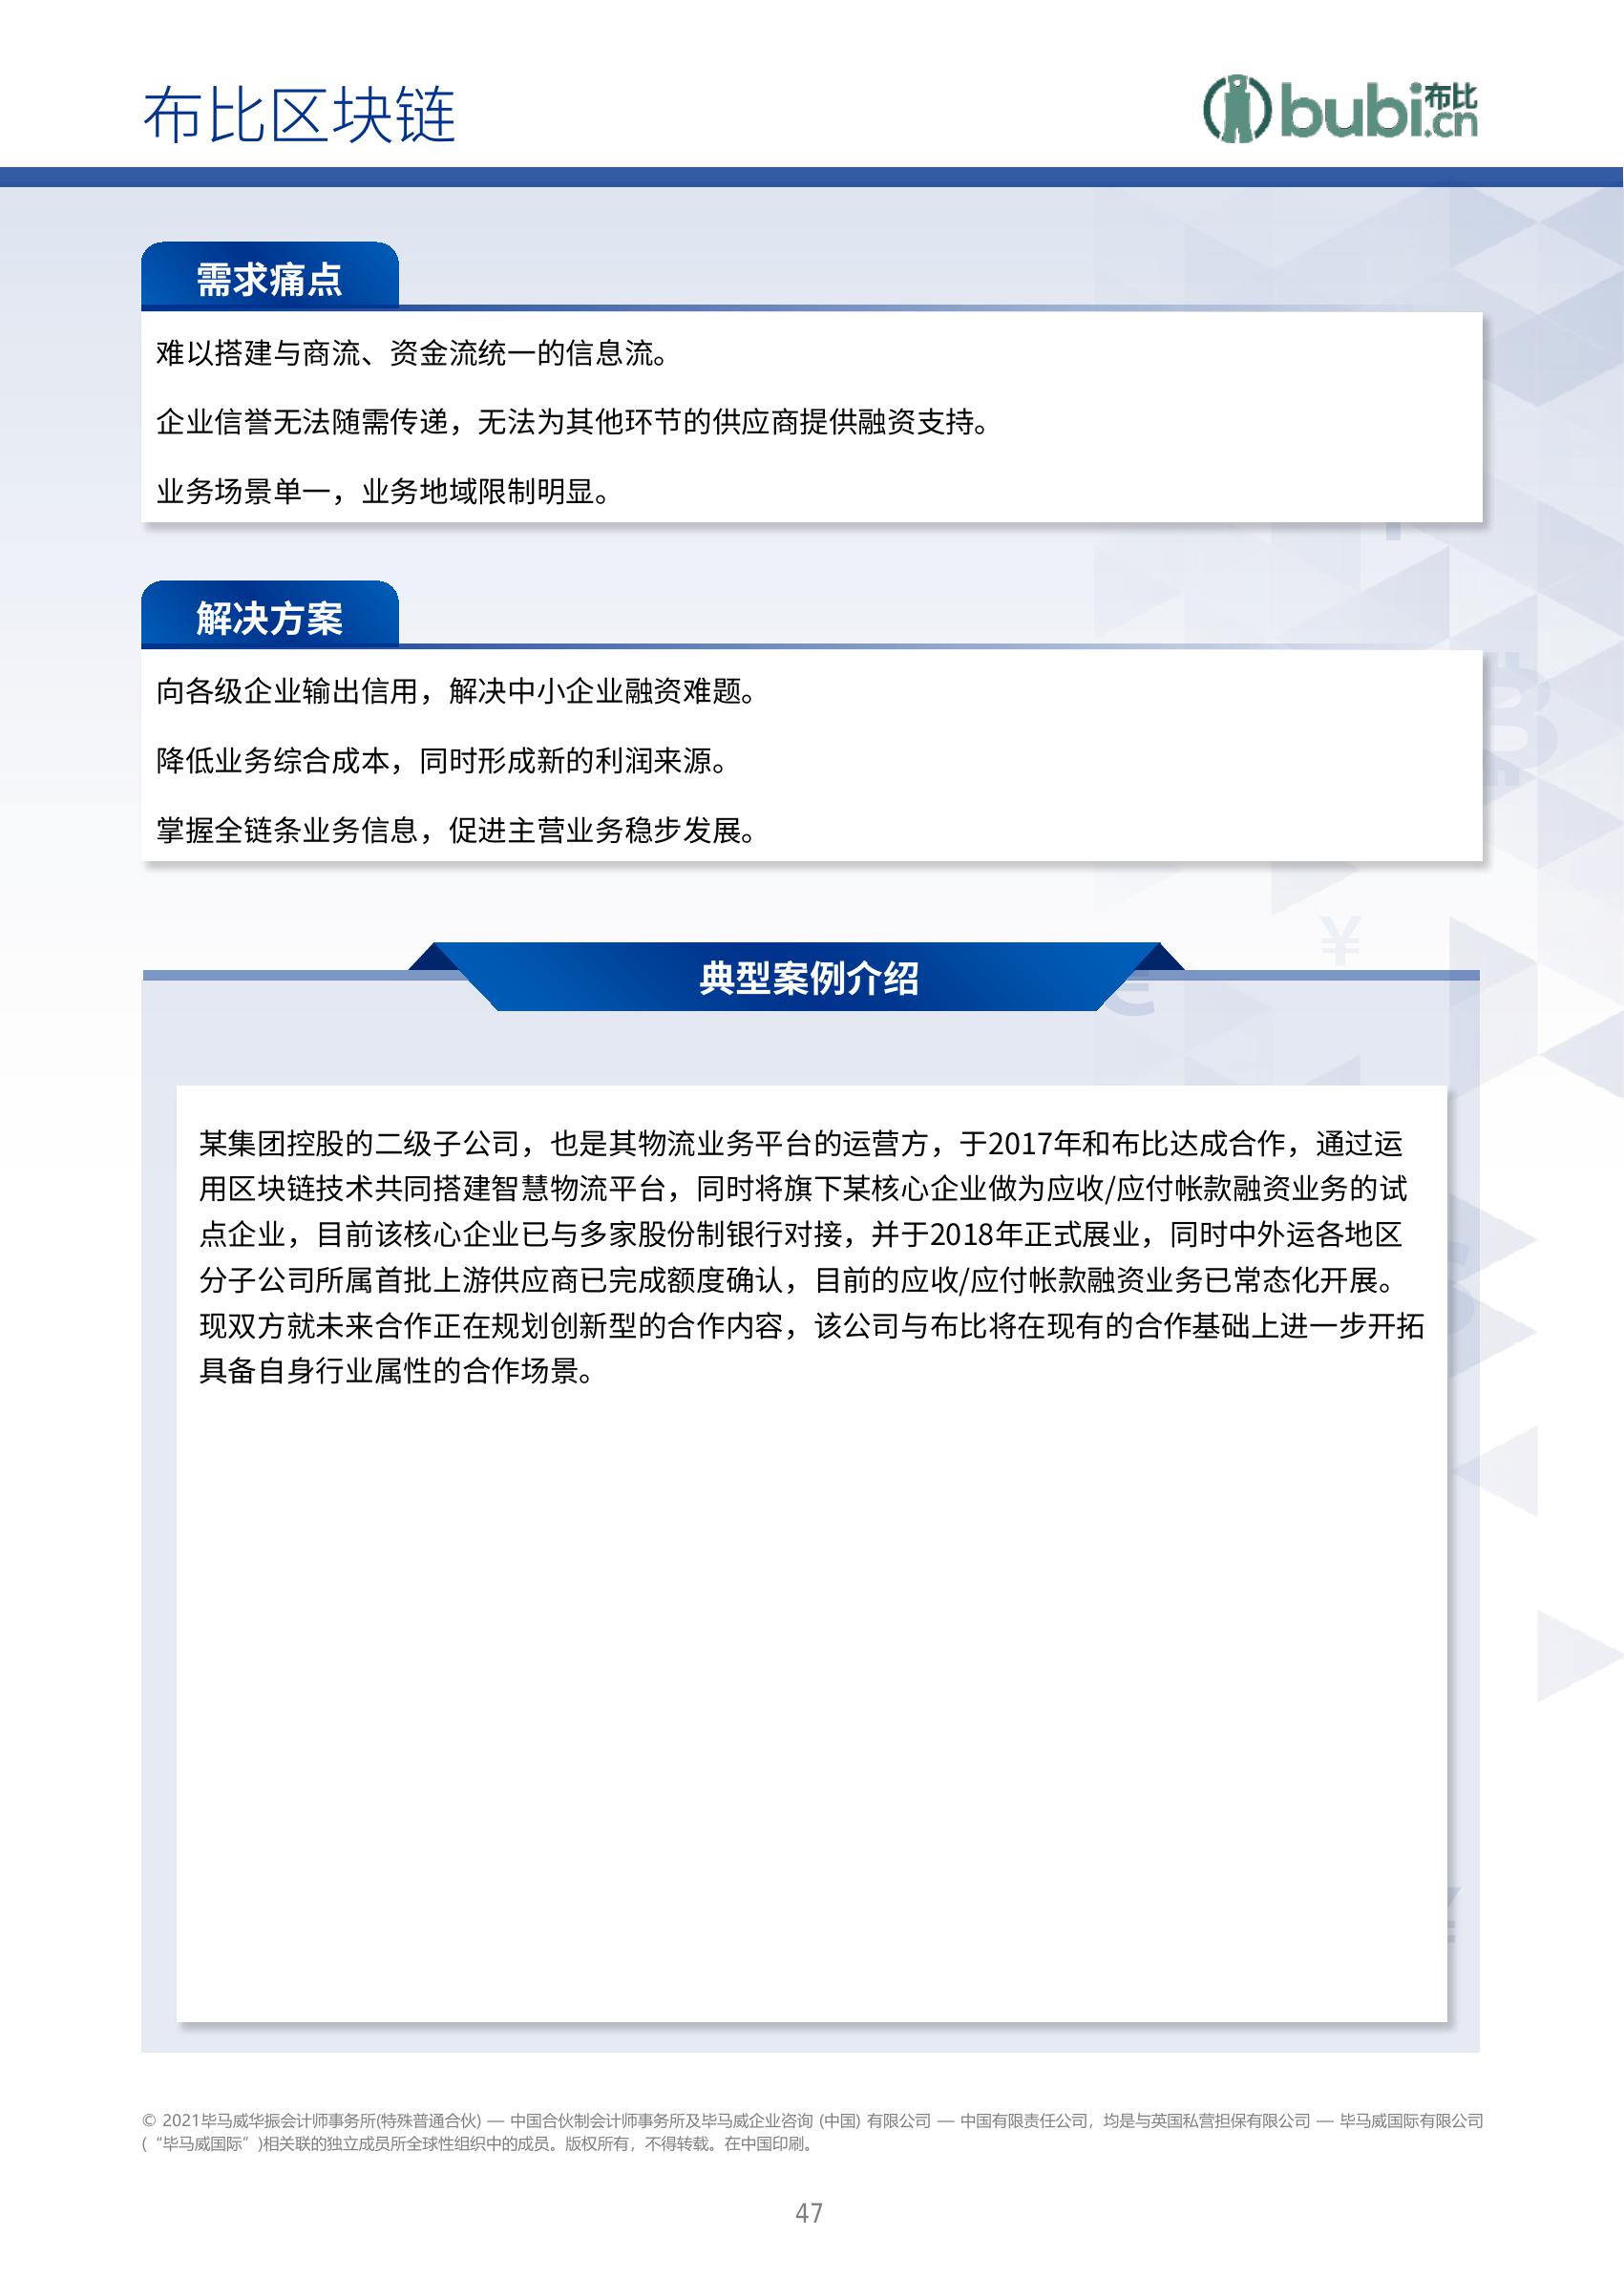 布比区块链
bubi布比.cn
需求痛点
难以搭建与商流、资金流统一的信息流。
企业信誉无法随需传递，无法为其他环节的供应商提供融资支持。
业务场景单一，业务地域限制明显。
解决方案
向各级企业输出信用，解决中小企业融资难题。
降低业务综合成本，同时形成新的利润来源。
掌握全链条业务信息，促进主营业务稳步发展。
典型案例介绍
某集团控股的二级子公司，也是其物流业务平台的运营方，于2017年和布比达成合作，通过运
用区块链技术共同搭建智慧物流平台，同时将旗下某核心企业做为应收/应付帐款融资业务的试
点企业，目前该核心企业已与多家股份制银行对接，并于2018年正式展业，同时中外运各地区
分子公司所属首批上游供应商已完成额度确认，目前的应收/应付帐款融资业务已常态化开展。
现双方就未来合作正在规划创新型的合作内容，该公司与布比将在现有的合作基础上进一步开拓
具备自身行业属性的合作场景。
© 2021毕马威华振会计师事务所(特殊普通合伙) — 中国合伙制会计师事务所及毕马威企业咨询 (中国) 有限公司 — 中国有限责任公司，均是与英国私营担保有限公司 — 毕马威国际有限公司
(“毕马威国际”)相关联的独立成员所全球性组织中的成员。版权所有，不得转载。在中国印刷。
47